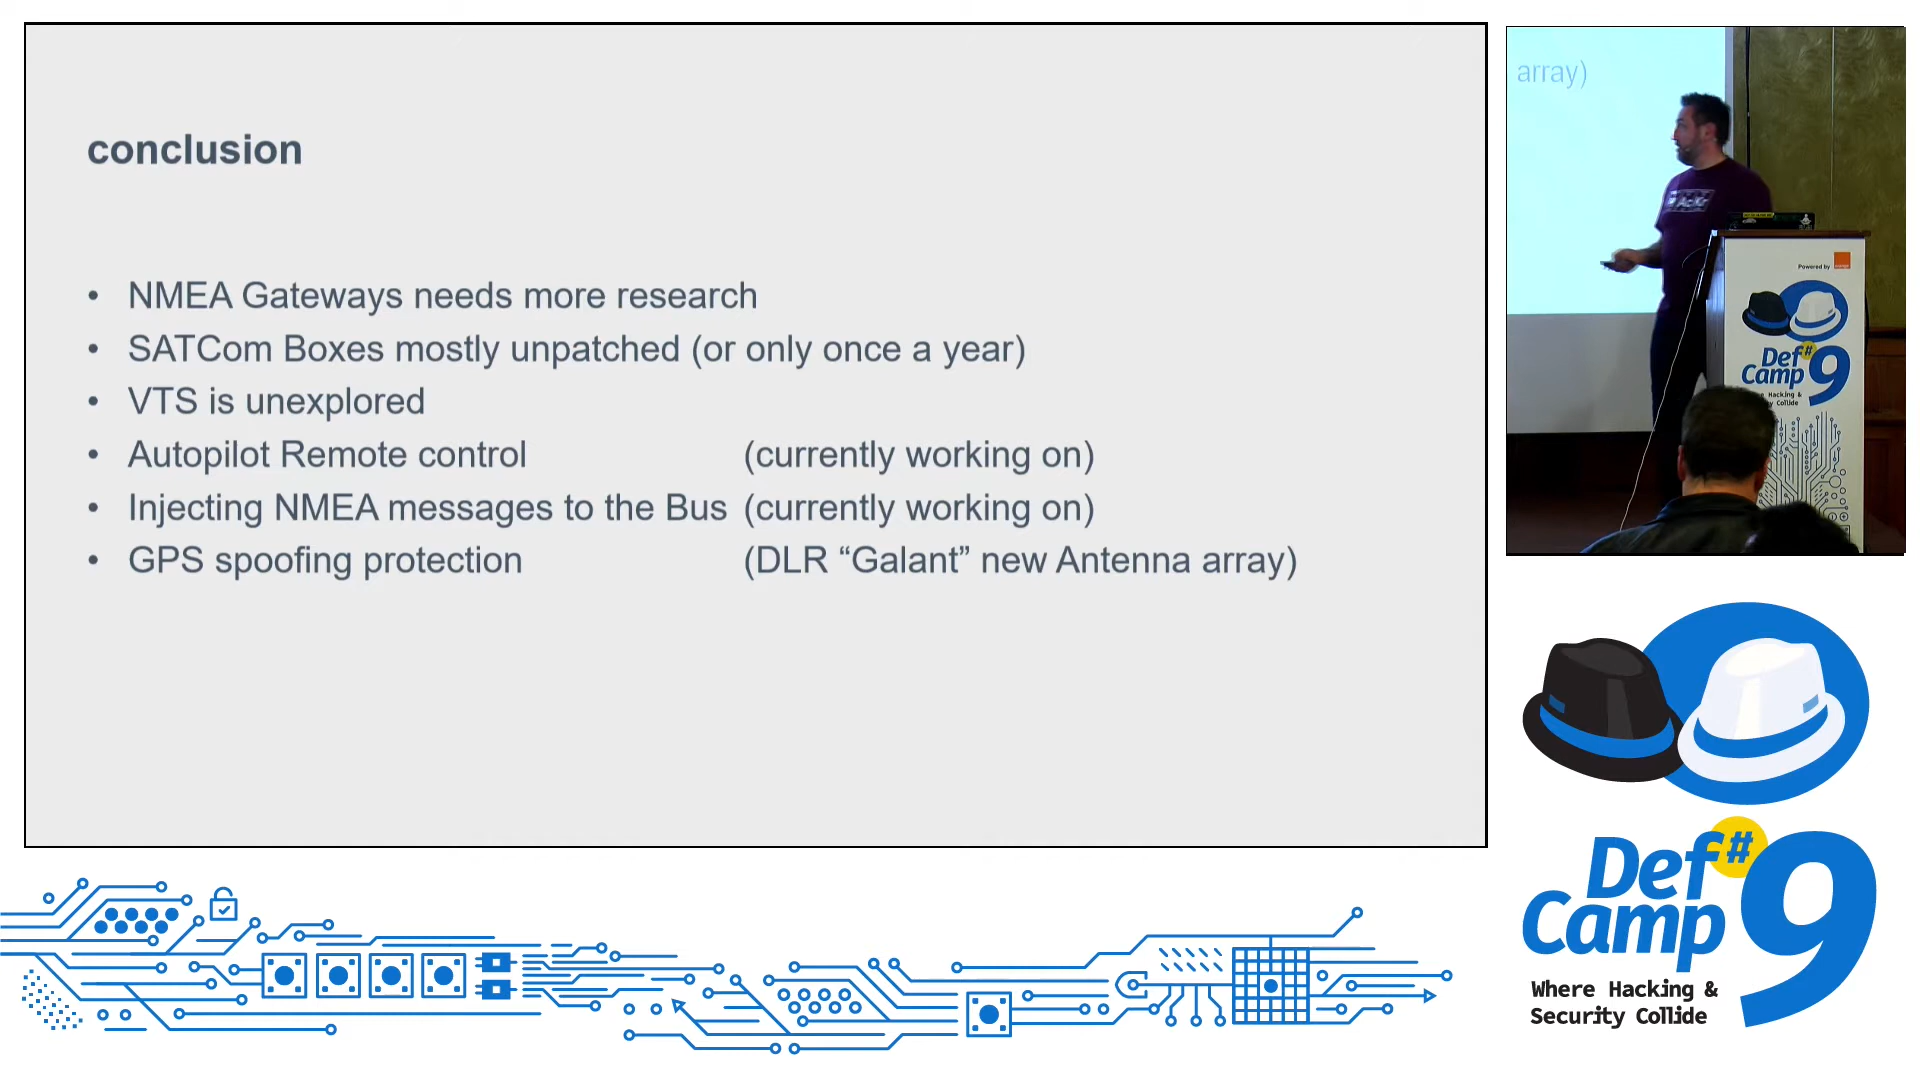 conclusion
• NMEA Gateways needs more research
• SATCom Boxes mostly unpatched (or only once a year)
• VTS is unexplored
• Autopilot Remote control (currently working on)
• Injecting NMEA messages to the Bus (currently working on)
• GPS spoofing protection (DLR “Galant” new Antenna array)
array)
Powered by
Def#
Camp 9
Def#
Camp 9
Where Hacking &
Security Collide